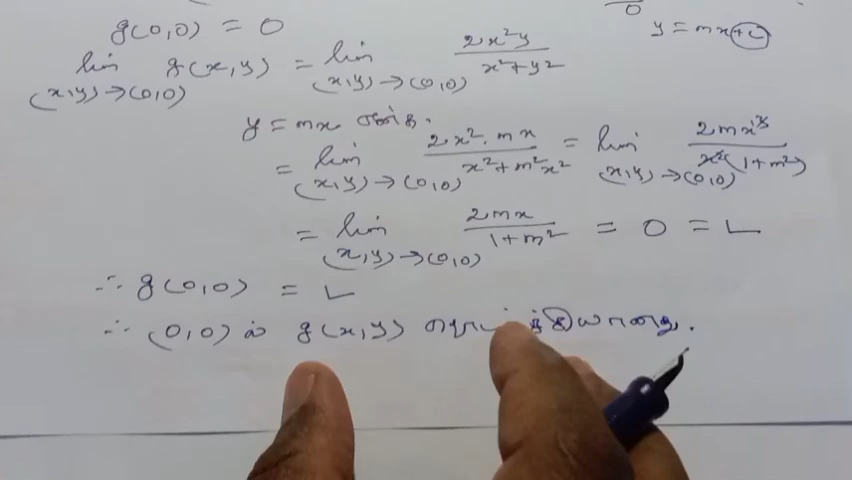 0
g(0,0) = 0
y = mx + c
lim (x,y)→(0,0) g(x,y) = lim (x,y)→(0,0) 2x²y / x²+y²
y = mx என்க.
= lim (x,y)→(0,0) 2x².mx / x²+m²x² = lim (x,y)→(0,0) 2mx³ / x²(1+m²)
= lim (x,y)→(0,0) 2mx / 1+m² = 0 = L
∴ g(0,0) = L
∴ (0,0) ல் g(x,y)